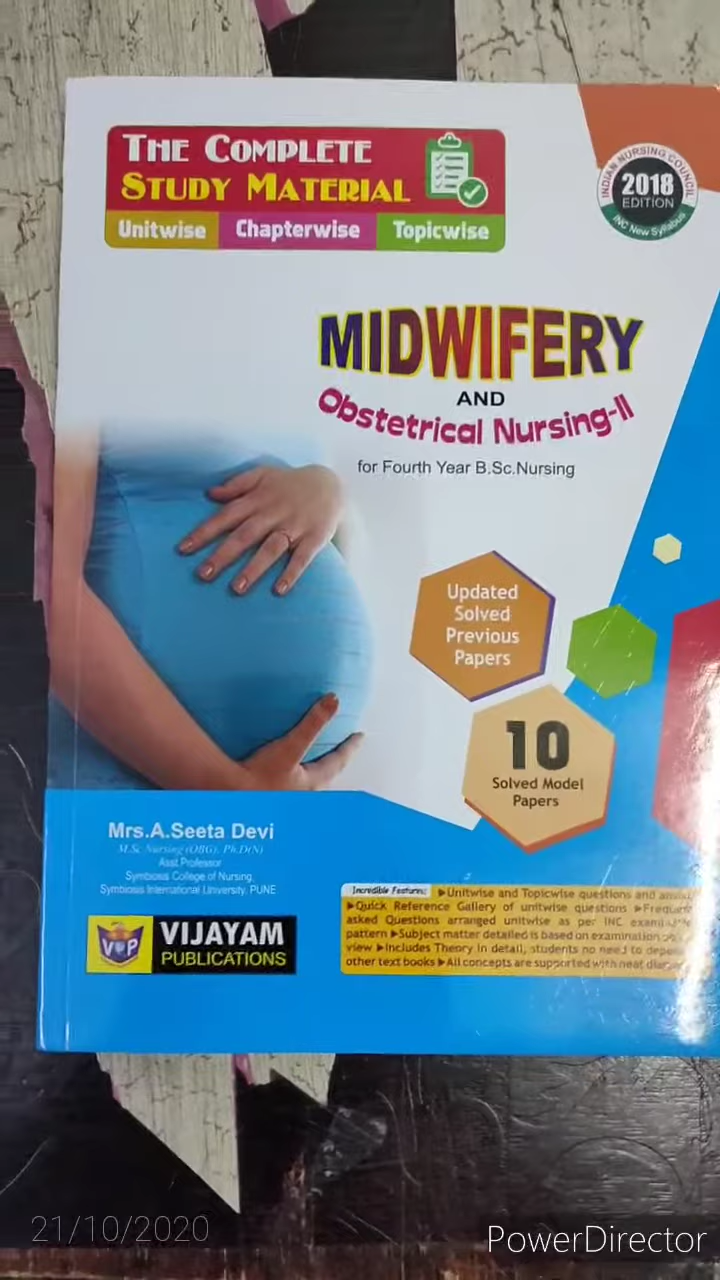 THE COMPLETE
STUDY MATERIAL
Unitwise Chapterwise Topicwise
INDIAN NURSING COUNCIL
2018
EDITION
INC New Syllabus
MIDWIFERY
AND
Obstetrical Nursing-II
for Fourth Year B.Sc.Nursing
Updated
Solved
Previous
Papers
10
Solved Model
Papers
Mrs.A.Seeta Devi
M.Sc Nursing (OBG), Ph.D(N)
Asst Professor
Symbiosis College of Nursing,
Symbiosis International University, PUNE
VP
VIJAYAM
PUBLICATIONS
Incredible Features: ▶Unitwise and Topicwise questions and
▶Quick Reference Gallery of unitwise questions
asked Questions arranged unitwise as per INC
pattern ▶Subject matter detailed is based on examination
view ▶Includes Theory in detail, students no need to
other text books ▶All concepts are supported with neat
21/10/2020
PowerDirector